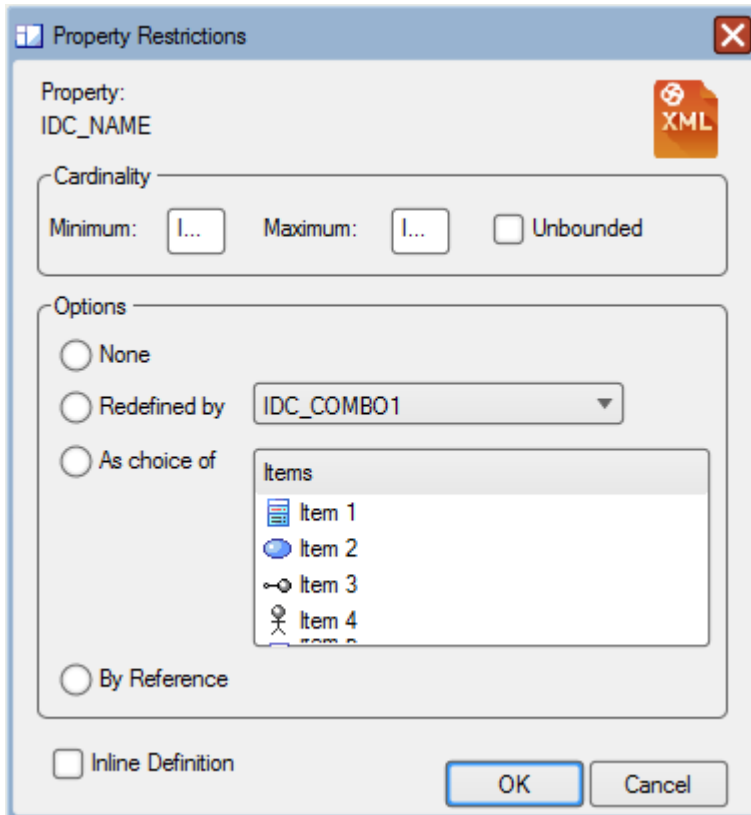 Property Restrictions
Property:
IDC_NAME
XML
Cardinality
Minimum: I... Maximum: I... Unbounded
Options
None
Redefined by IDC_COMBO1
As choice of
Items
Item 1
Item 2
Item 3
Item 4
By Reference
Inline Definition
OK Cancel